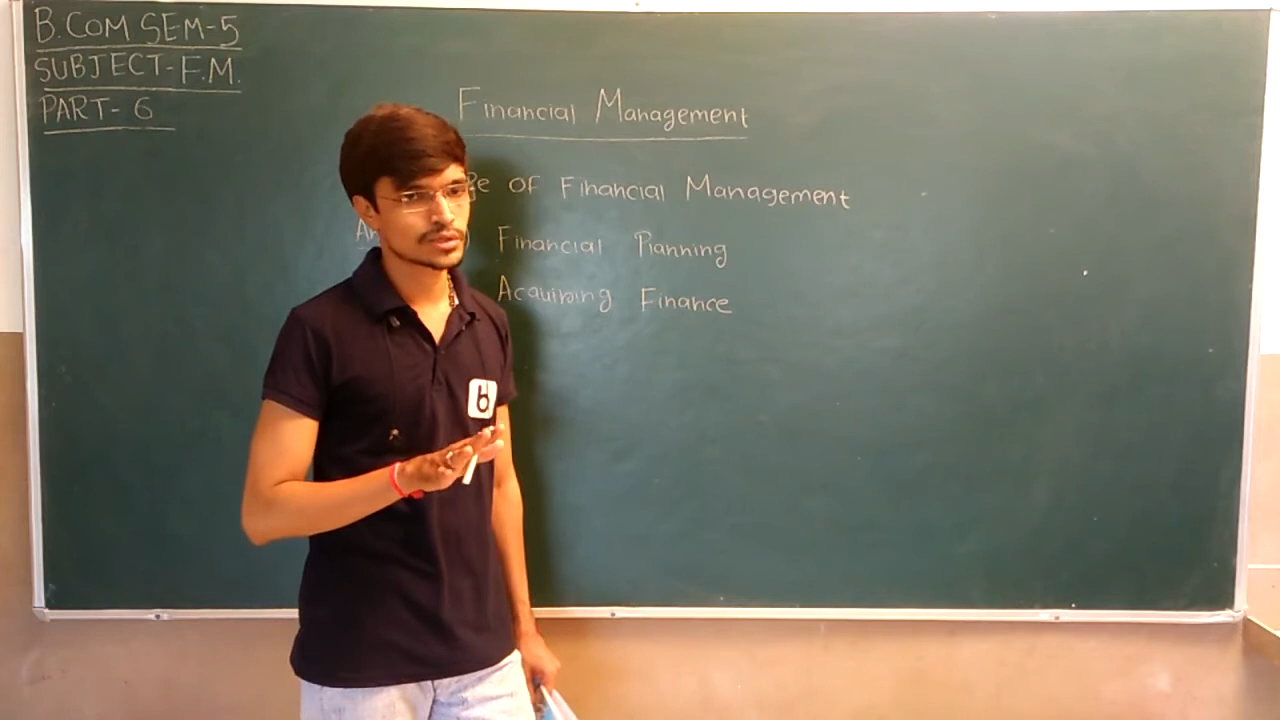 B.COM SEM-5
SUBJECT-F.M.
PART-6
Financial Management
of Financial Management
Financial Planning
Acquiring Finance
b